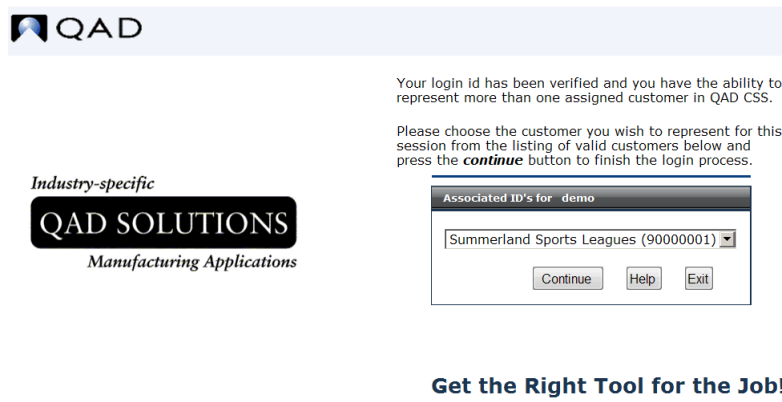 QAD
Your login id has been verified and you have the ability to
represent more than one assigned customer in QAD CSS.
Please choose the customer you wish to represent for this
session from the listing of valid customers below and
press the continue button to finish the login process.
Industry-specific
QAD SOLUTIONS
Manufacturing Applications
Associated ID's for demo
Summerland Sports Leagues (90000001)
Continue Help Exit
Get the Right Tool for the Job!